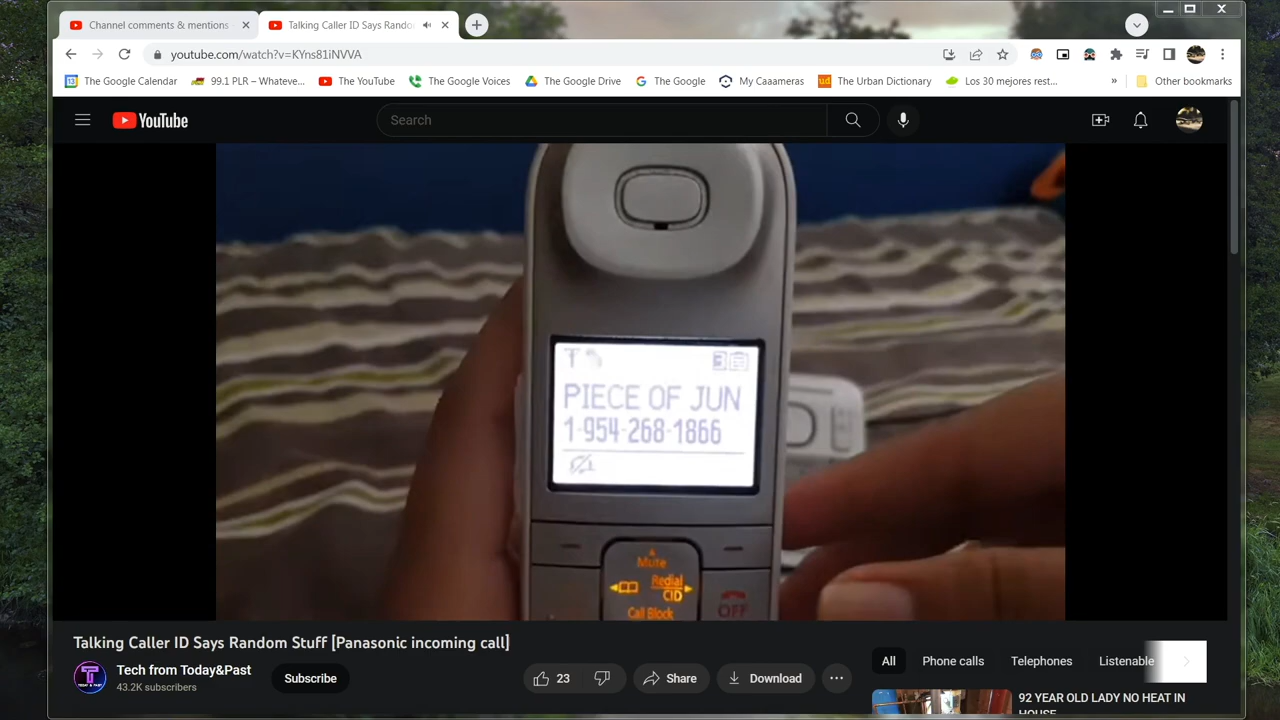 Channel comments & mentions
Talking Caller ID Says Rando
youtube.com/watch?v=KYns81iNVVA
The Google Calendar
99.1 PLR – Whateve...
The YouTube
The Google Voices
The Google Drive
The Google
My Caaameras
ud
The Urban Dictionary
Los 30 mejores rest...
»
Other bookmarks
YouTube
Search
PIECE OF JUN
1-954-268-1866
Mute
Redial
CID
Call Block
OFF
Talking Caller ID Says Random Stuff [Panasonic incoming call]
Tech from Today&Past
43.2K subscribers
Subscribe
23
Share
Download
All
Phone calls
Telephones
Listenable
92 YEAR OLD LADY NO HEAT IN
HOUSE